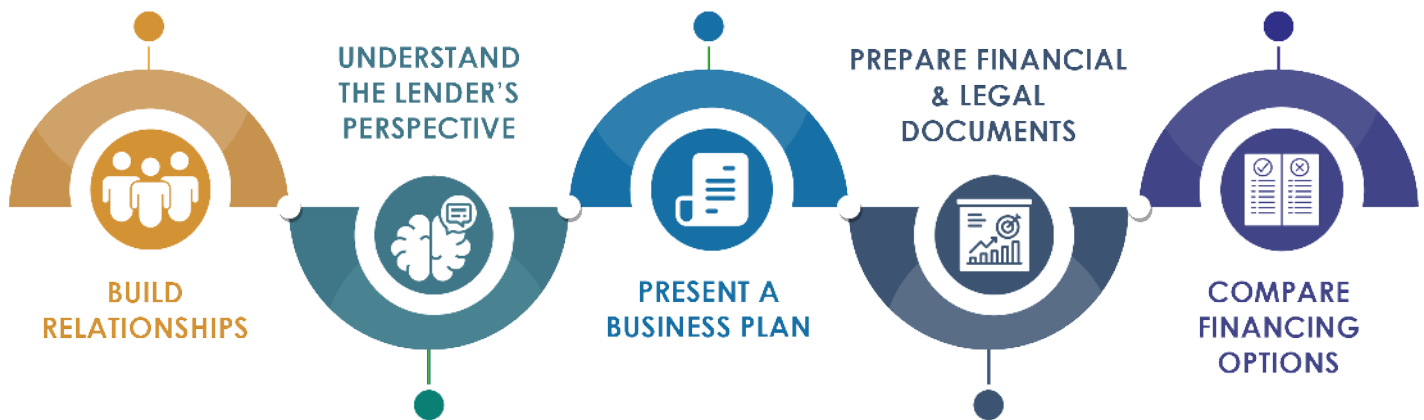 BUILD
RELATIONSHIPS
UNDERSTAND
THE LENDER'S
PERSPECTIVE
PRESENT A
BUSINESS PLAN
PREPARE FINANCIAL
& LEGAL
DOCUMENTS
COMPARE
FINANCING
OPTIONS